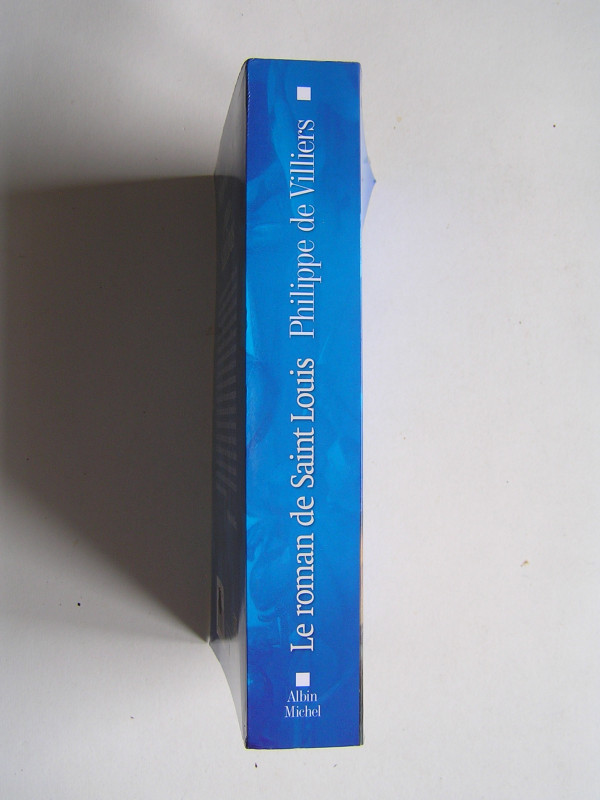 Le roman de Saint Louis Philippe de Villiers
Albin
Michel